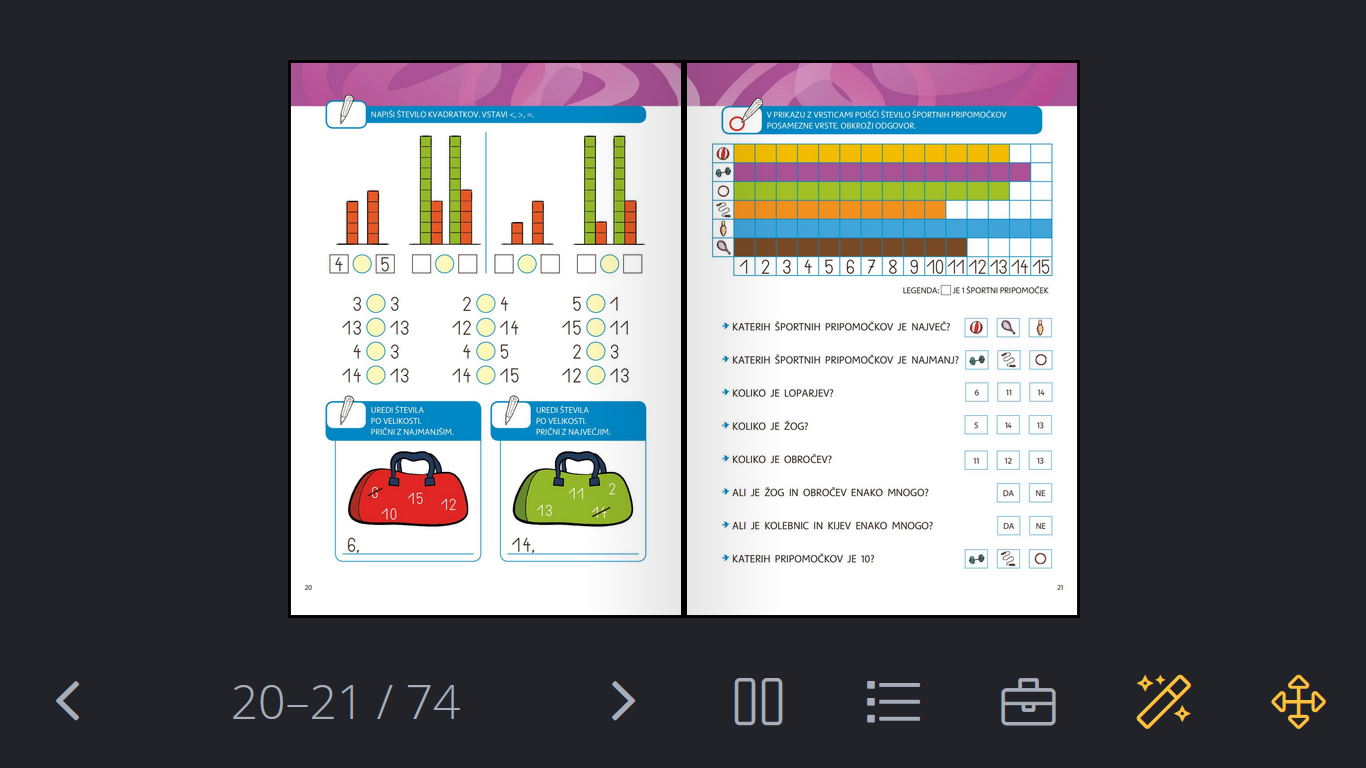 NAPIŠI ŠTEVILO KVADRATKOV. VSTAVI <, >, =.
4 5
3 3 2 4 5 1
13 13 12 14 15 11
4 3 4 5 2 3
14 13 14 15 12 13
UREDI ŠTEVILA
PO VELIKOSTI.
PRIČNI Z NAJMANJŠIM.
6 15 12
10
6,
UREDI ŠTEVILA
PO VELIKOSTI.
PRIČNI Z NAJVEČJIM.
11 2
13 14
14,
20
V PRIKAZU Z VRSTICAMI POIŠČI ŠTEVILO ŠPORTNIH PRIPOMOČKOV
POSAMEZNE VRSTE. OBKROŽI ODGOVOR.
1 2 3 4 5 6 7 8 9 10 11 12 13 14 15
LEGENDA: JE 1 ŠPORTNI PRIPOMOČEK
KATERIH ŠPORTNIH PRIPOMOČKOV JE NAJVEČ?
KATERIH ŠPORTNIH PRIPOMOČKOV JE NAJMANJ?
KOLIKO JE LOPARJEV? 6 11 14
KOLIKO JE ŽOG? 5 14 13
KOLIKO JE OBROČEV? 11 12 13
ALI JE ŽOG IN OBROČEV ENAKO MNOGO? DA NE
ALI JE KOLEBNIC IN KIJEV ENAKO MNOGO? DA NE
KATERIH PRIPOMOČKOV JE 10?
21
20–21 / 74